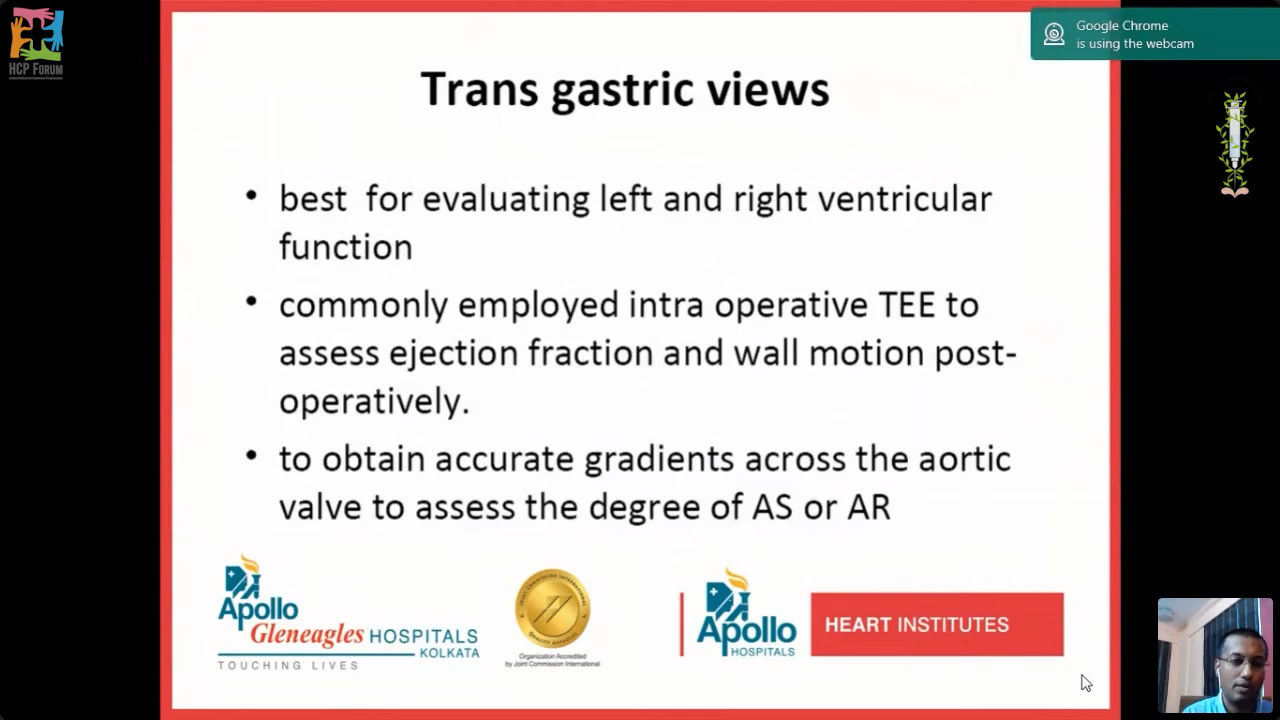 HCP FORUM
Google Chrome
is using the webcam
Trans gastric views
• best for evaluating left and right ventricular
function
• commonly employed intra operative TEE to
assess ejection fraction and wall motion post-
operatively.
• to obtain accurate gradients across the aortic
valve to assess the degree of AS or AR
Apollo
Gleneagles HOSPITALS
KOLKATA
TOUCHING LIVES
Organization Accredited
by Joint Commission International
Apollo
HOSPITALS
HEART INSTITUTES